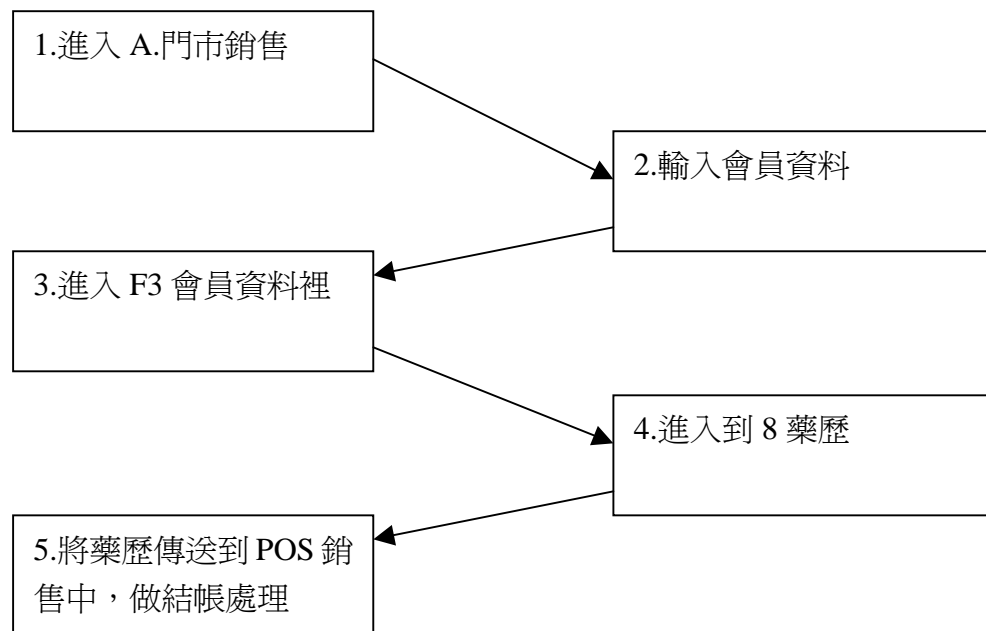 1.進入 A.門市銷售
2.輸入會員資料
3.進入 F3 會員資料裡
4.進入到 8 藥歷
5.將藥歷傳送到 POS 銷
售中，做結帳處理